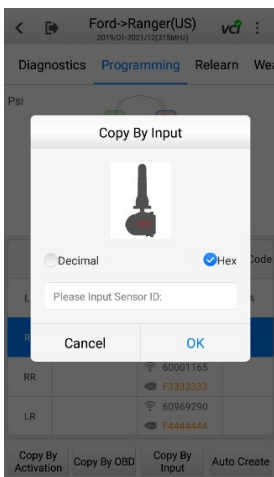 Ford->Ranger(US)
2019/01-2021/12(315MHz)
vci
Diagnostics Programming Relearn Wea
Psi
Copy By Input
Decimal Hex
Code
Please Input Sensor ID:
Cancel OK
RR 60001165
F3333333
LR 60969290
F4444444
Copy By Activation
Copy By OBD
Copy By Input
Auto Create